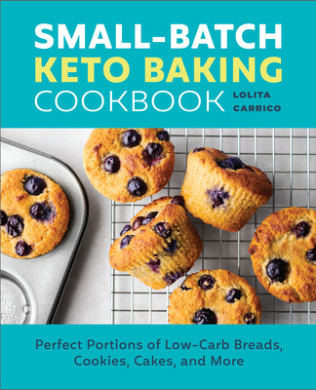 SMALL-BATCH
KETO BAKING
COOKBOOK
LOLITA
CARRICO
Perfect Portions of Low-Carb Breads,
Cookies, Cakes, and More